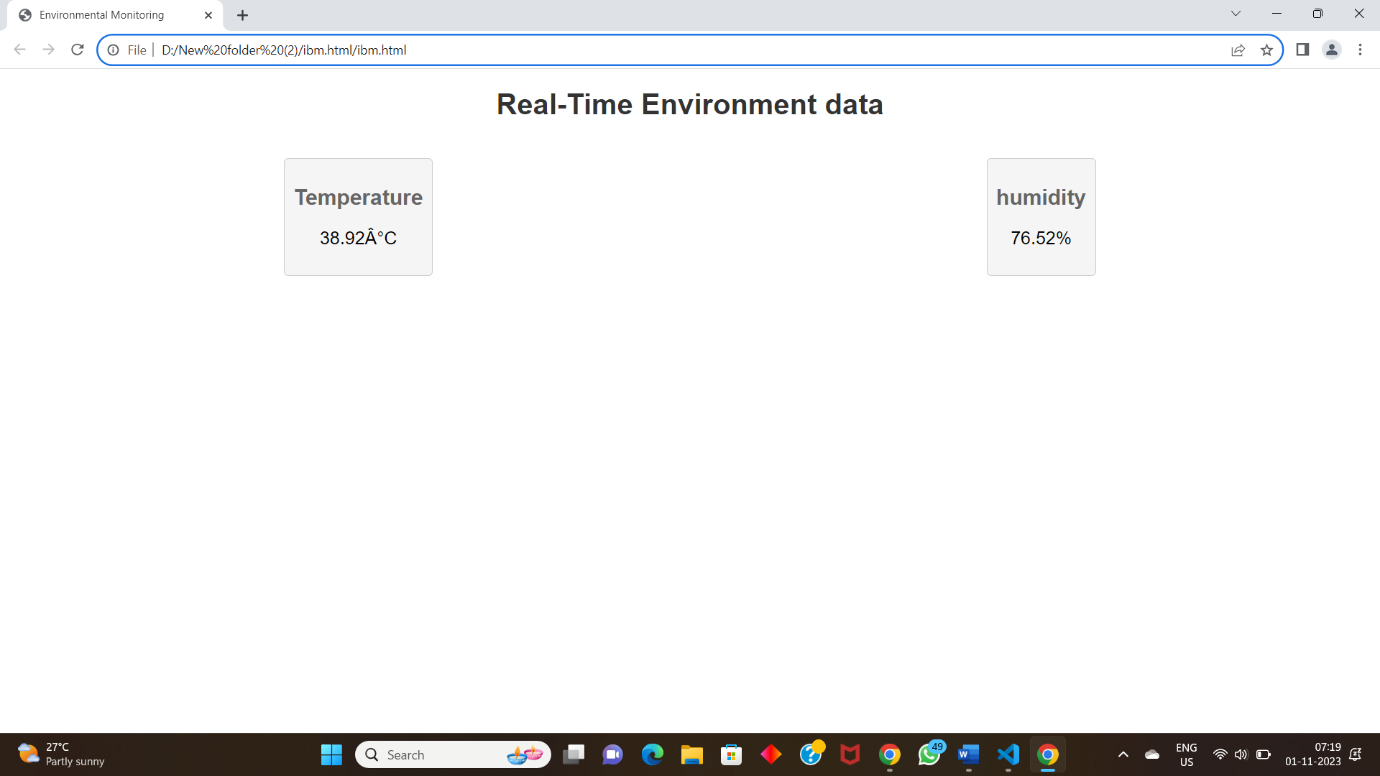 Environmental Monitoring
File | D:/New%20folder%20(2)/ibm.html/ibm.html
Real-Time Environment data
Temperature
38.92Â°C
humidity
76.52%
27°C
Partly sunny
Search
49
W
ENG
US
07:19
01-11-2023